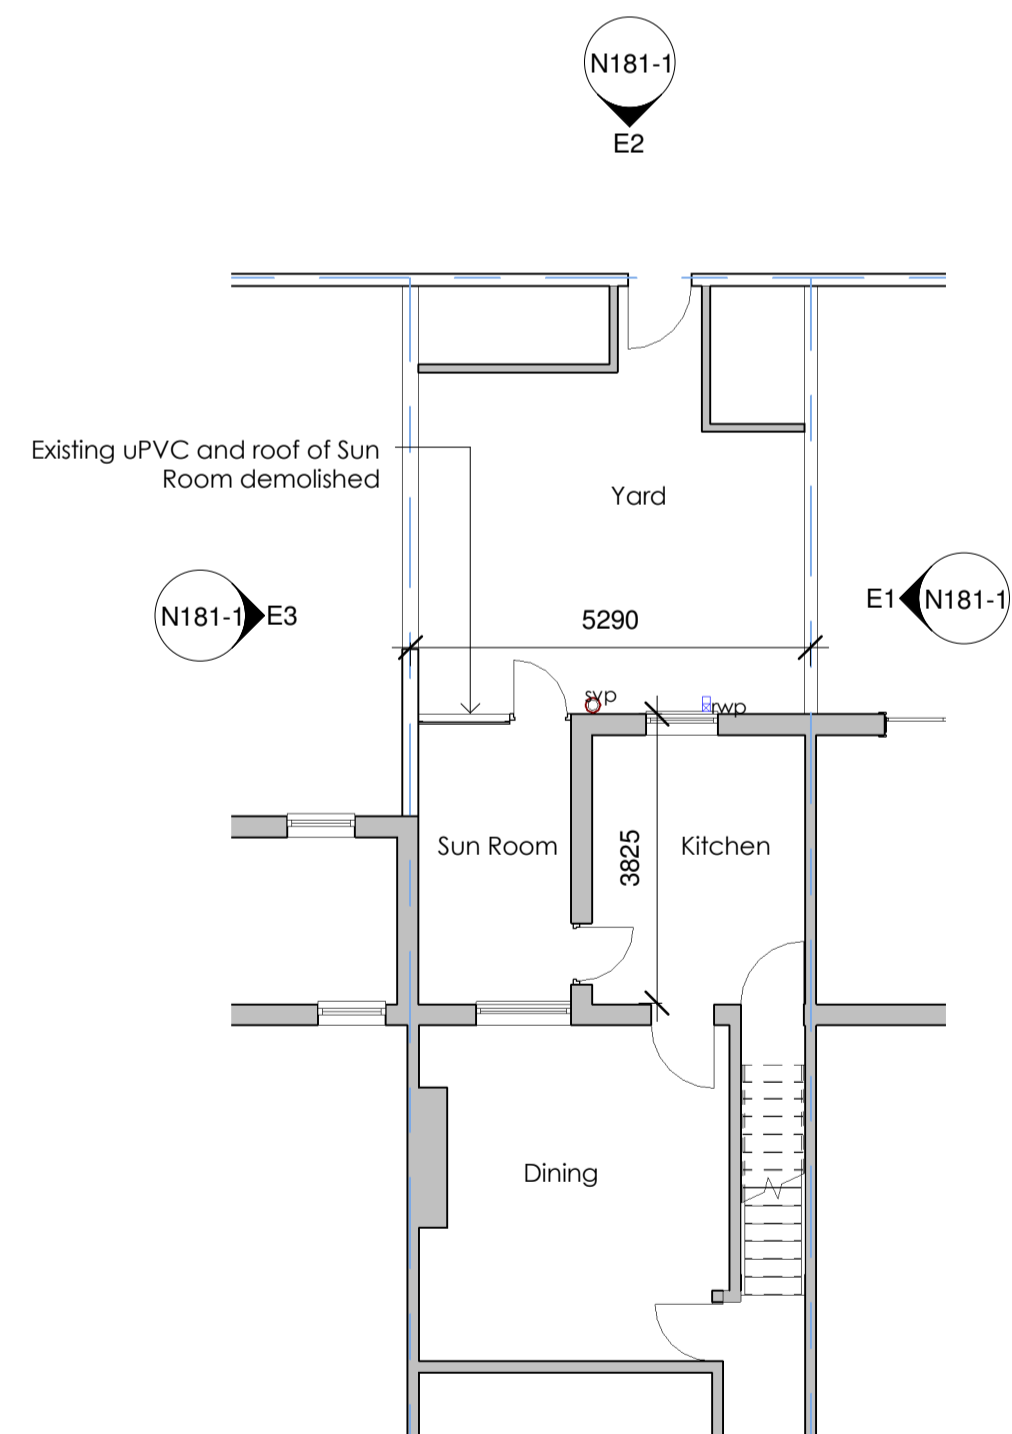 N181-1
E2
Existing uPVC and roof of Sun
Room demolished
Yard
N181-1 E3
E1 N181-1
5290
svp
rwp
Sun Room
3825
Kitchen
Dining